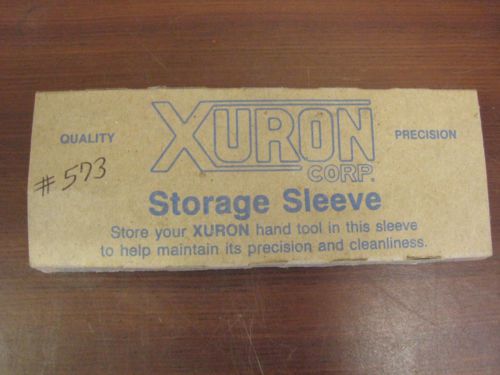 QUALITY
XURON
CORP.
PRECISION
#573
Storage Sleeve
Store your XURON hand tool in this sleeve
to help maintain its precision and cleanliness.